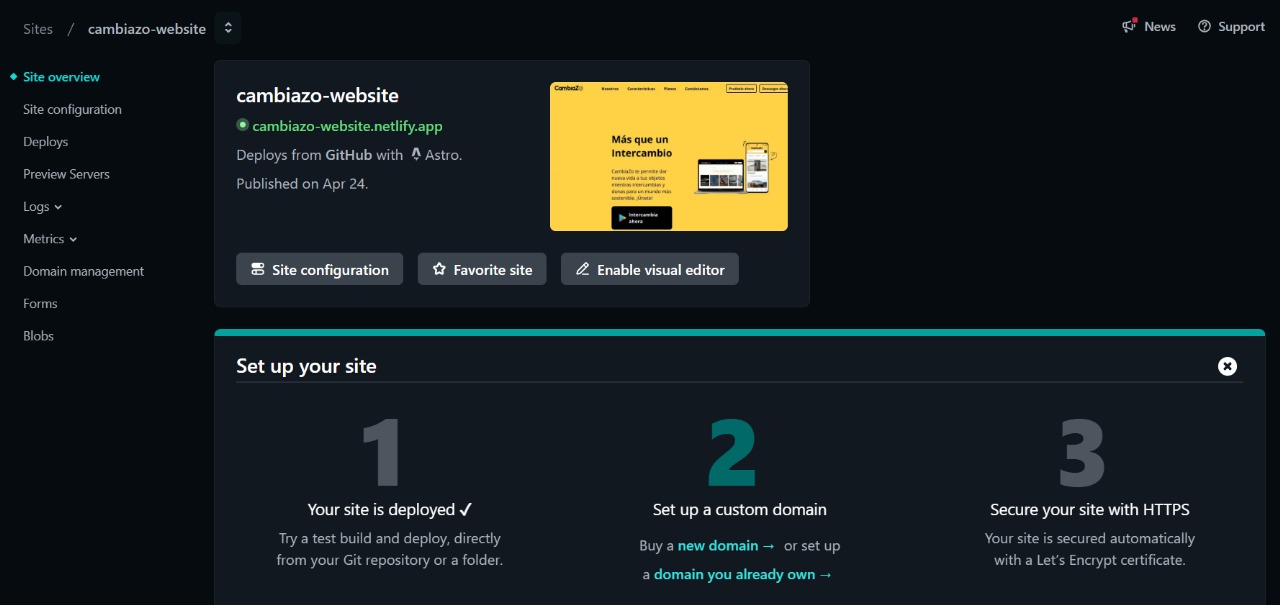 Sites / cambiazo-website
News
Support
Site overview
Site configuration
Deploys
Preview Servers
Logs
Metrics
Domain management
Forms
Blobs
cambiazo-website
cambiazo-website.netlify.app
Deploys from GitHub with Astro.
Published on Apr 24.
CambiaZo
Nosotros Características Planes Contáctanos Pruébalo ahora Descargar ahora
Más que un
Intercambio
CambiaZo te permite dar
nueva vida a tus objetos
mientras intercambias y
donas para un mundo más
sostenible. ¡Únete!
Intercambia
ahora
Site configuration
Favorite site
Enable visual editor
Set up your site
1
Your site is deployed ✓
Try a test build and deploy, directly
from your Git repository or a folder.
2
Set up a custom domain
Buy a new domain → or set up
a domain you already own →
3
Secure your site with HTTPS
Your site is secured automatically
with a Let's Encrypt certificate.